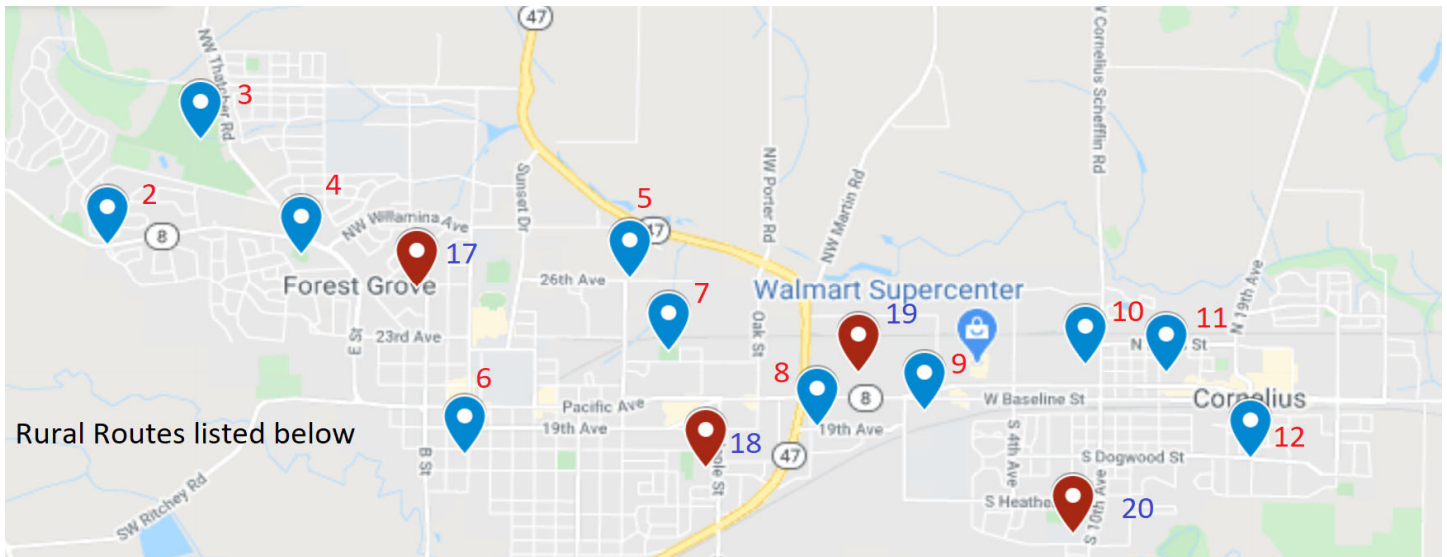 47
NW Thatcher Rd
3
W Cornelius Schefflin Rd
2
8
4
NW Willamina Ave
Sunset Dr
5
47
NW Porter Rd
NW Martin Rd
17
Forest Grove
26th Ave
7
Walmart Supercenter
N 19th Ave
23rd Ave
E St
Oak St
19
10
11
6
8
9
8
Pacific Ave
W Baseline St
Cornelius
Rural Routes listed below
19th Ave
18
19th Ave
47
B St
S 4th Ave
S Dogwood St
12
SW Ritchey Rd
20
S 10th Ave